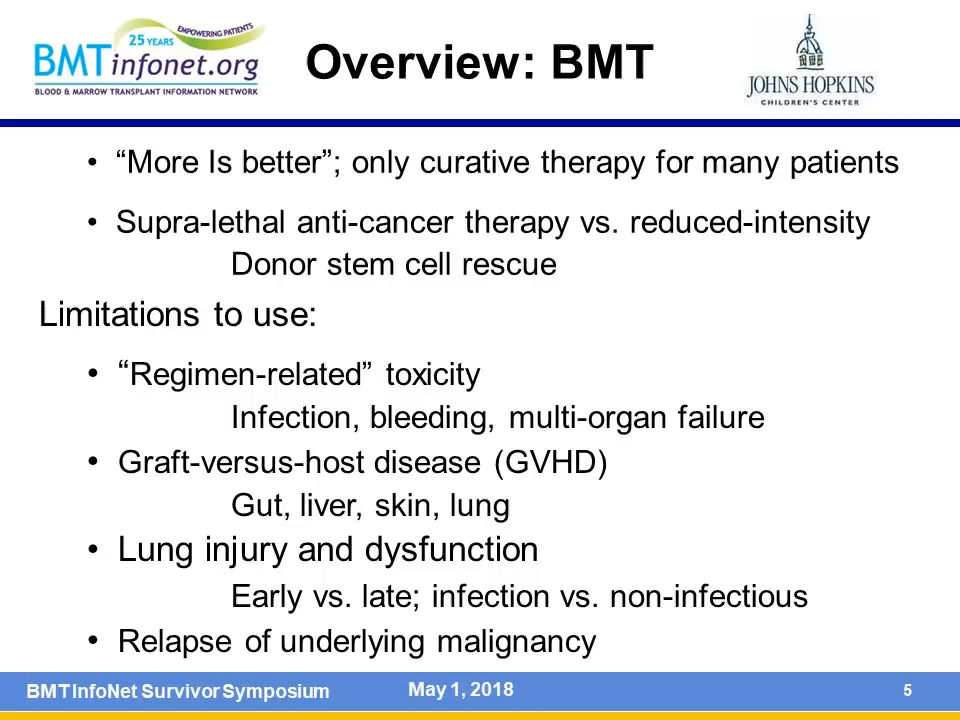 25 YEARS
EMPOWERING PATIENTS
BMTinfonet.org
BLOOD & MARROW TRANSPLANT INFORMATION NETWORK
Overview: BMT
JOHNS HOPKINS
CHILDREN'S CENTER
• “More Is better”; only curative therapy for many patients
• Supra-lethal anti-cancer therapy vs. reduced-intensity
Donor stem cell rescue
Limitations to use:
• “Regimen-related” toxicity
Infection, bleeding, multi-organ failure
• Graft-versus-host disease (GVHD)
Gut, liver, skin, lung
• Lung injury and dysfunction
Early vs. late; infection vs. non-infectious
• Relapse of underlying malignancy
BMT InfoNet Survivor Symposium
May 1, 2018
5